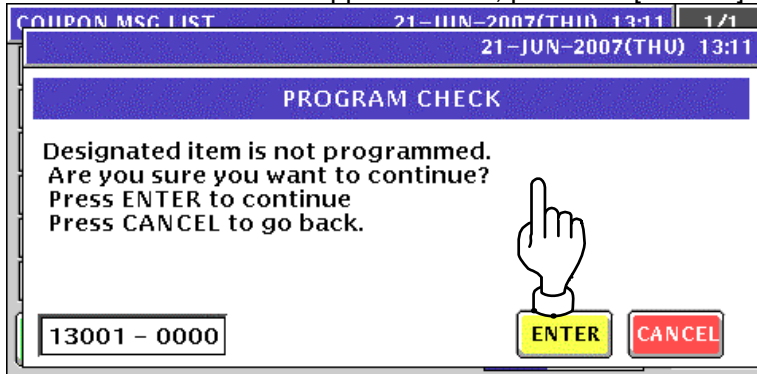 COUPON MSG LIST 21-JUN-2007(THU) 13:11 1/1
21-JUN-2007(THU) 13:11
PROGRAM CHECK
Designated item is not programmed.
Are you sure you want to continue?
Press ENTER to continue
Press CANCEL to go back.
13001 - 0000 ENTER CANCEL